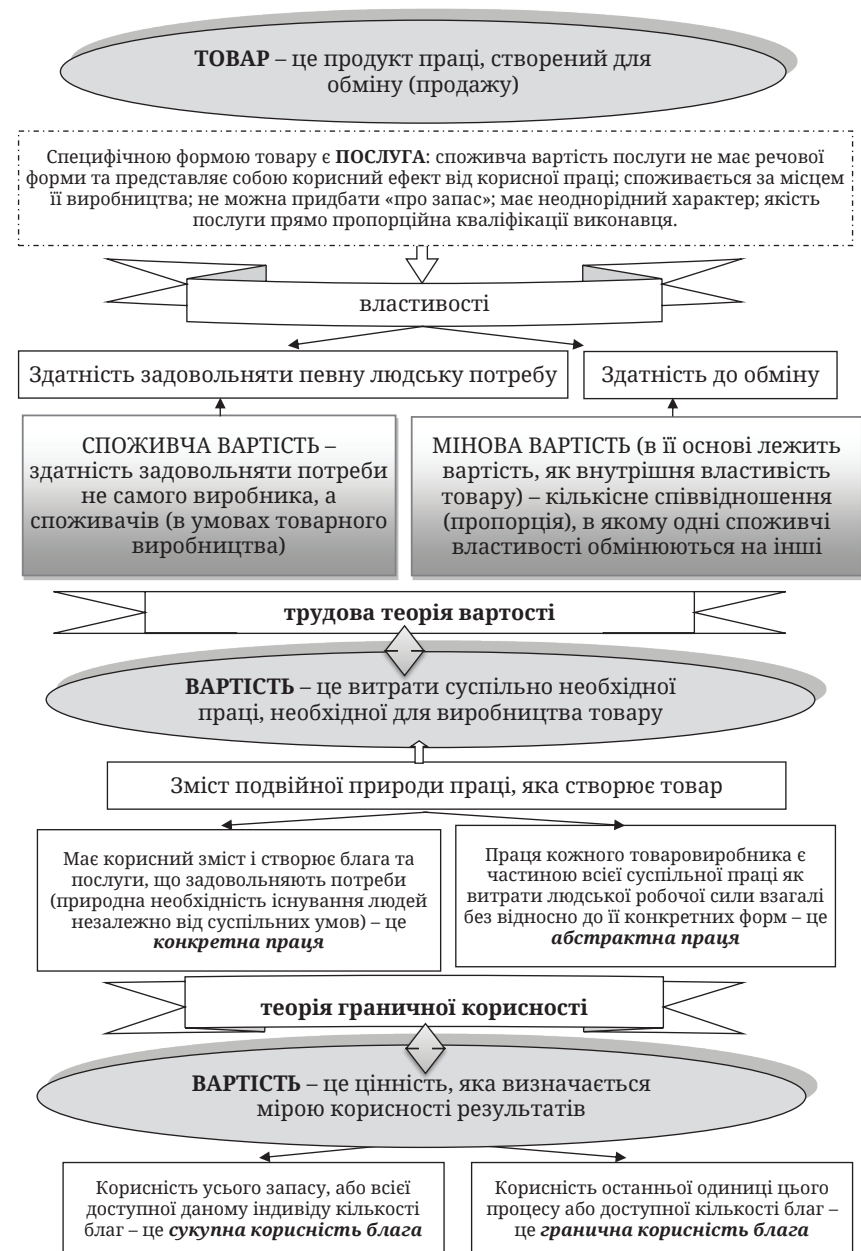 ТОВАР – це продукт праці, створений для
обміну (продажу)
Специфічною формою товару є ПОСЛУГА: споживча вартість послуги не має речової
форми та представляє собою корисний ефект від корисної праці; споживається за місцем
її виробництва; не можна придбати «про запас»; має неоднорідний характер; якість
послуги прямо пропорційна кваліфікації виконавця.
властивості
Здатність задовольняти певну людську потребу
Здатність до обміну
СПОЖИВЧА ВАРТІСТЬ –
здатність задовольняти потреби
не самого виробника, а
споживачів (в умовах товарного
виробництва)
МІНОВА ВАРТІСТЬ (в її основі лежить
вартість, як внутрішня властивість
товару) – кількісне співвідношення
(пропорція), в якому одні споживчі
властивості обмінюються на інші
трудова теорія вартості
ВАРТІСТЬ – це витрати суспільно необхідної
праці, необхідної для виробництва товару
Зміст подвійної природи праці, яка створює товар
Має корисний зміст і створює блага та
послуги, що задовольняють потреби
(природна необхідність існування людей
незалежно від суспільних умов) – це
конкретна праця
Праця кожного товаровиробника є
частиною всієї суспільної праці як
витрати людської робочої сили взагалі
без відносно до її конкретних форм – це
абстрактна праця
теорія граничної корисності
ВАРТІСТЬ – це цінність, яка визначається
мірою корисності результатів
Корисність усього запасу, або всієї
доступної даному індивіду кількості
благ – це сукупна корисність блага
Корисність останньої одиниці цього
процесу або доступної кількості благ –
це гранична корисність блага